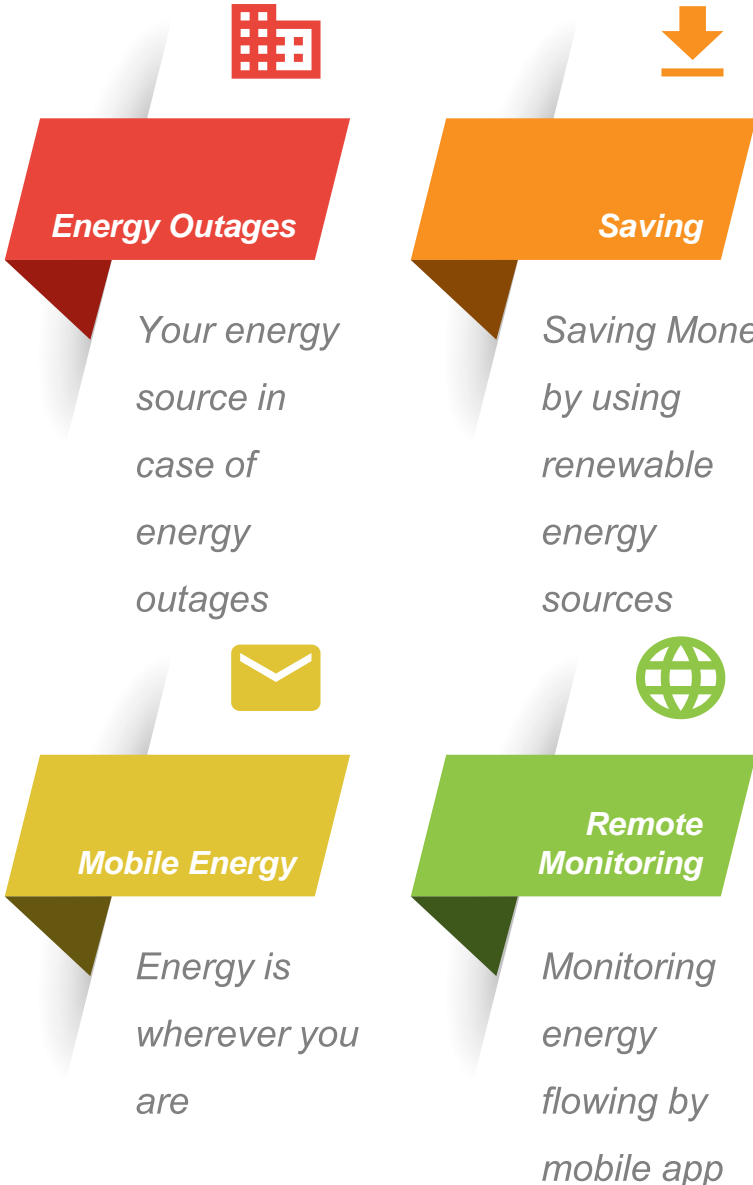 Energy Outages
Your energy
source in
case of
energy
outages
Saving
Saving Mone
by using
renewable
energy
sources
Mobile Energy
Energy is
wherever you
are
Remote
Monitoring
Monitoring
energy
flowing by
mobile app